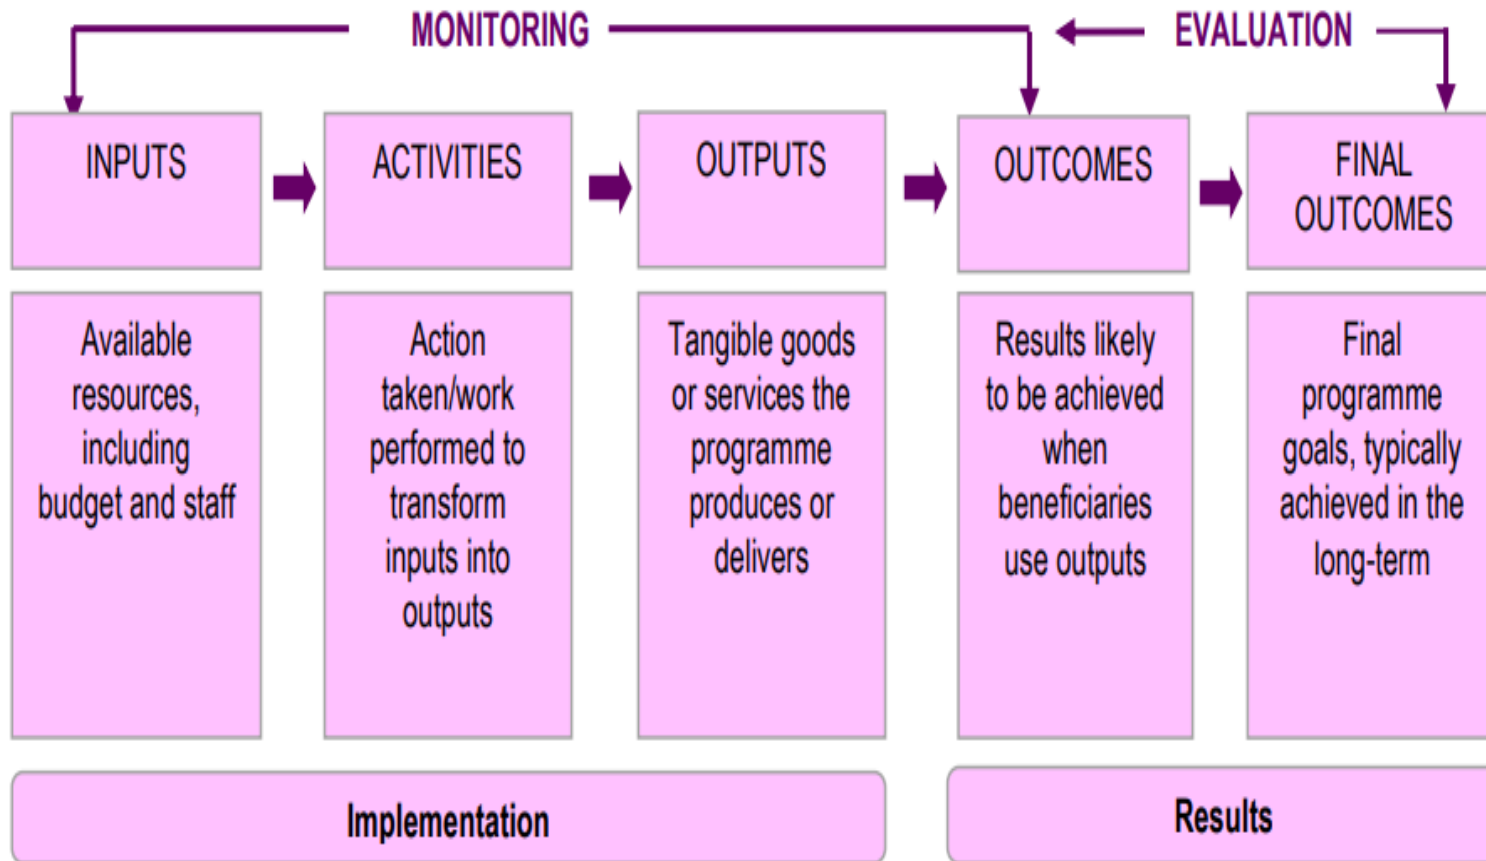 MONITORING
EVALUATION
INPUTS
ACTIVITIES
OUTPUTS
OUTCOMES
FINAL
OUTCOMES
Available
resources,
including
budget and staff
Action
taken/work
performed to
transform
inputs into
outputs
Tangible goods
or services the
programme
produces or
delivers
Results likely
to be achieved
when
beneficiaries
use outputs
Final
programme
goals, typically
achieved in the
long-term
Implementation
Results